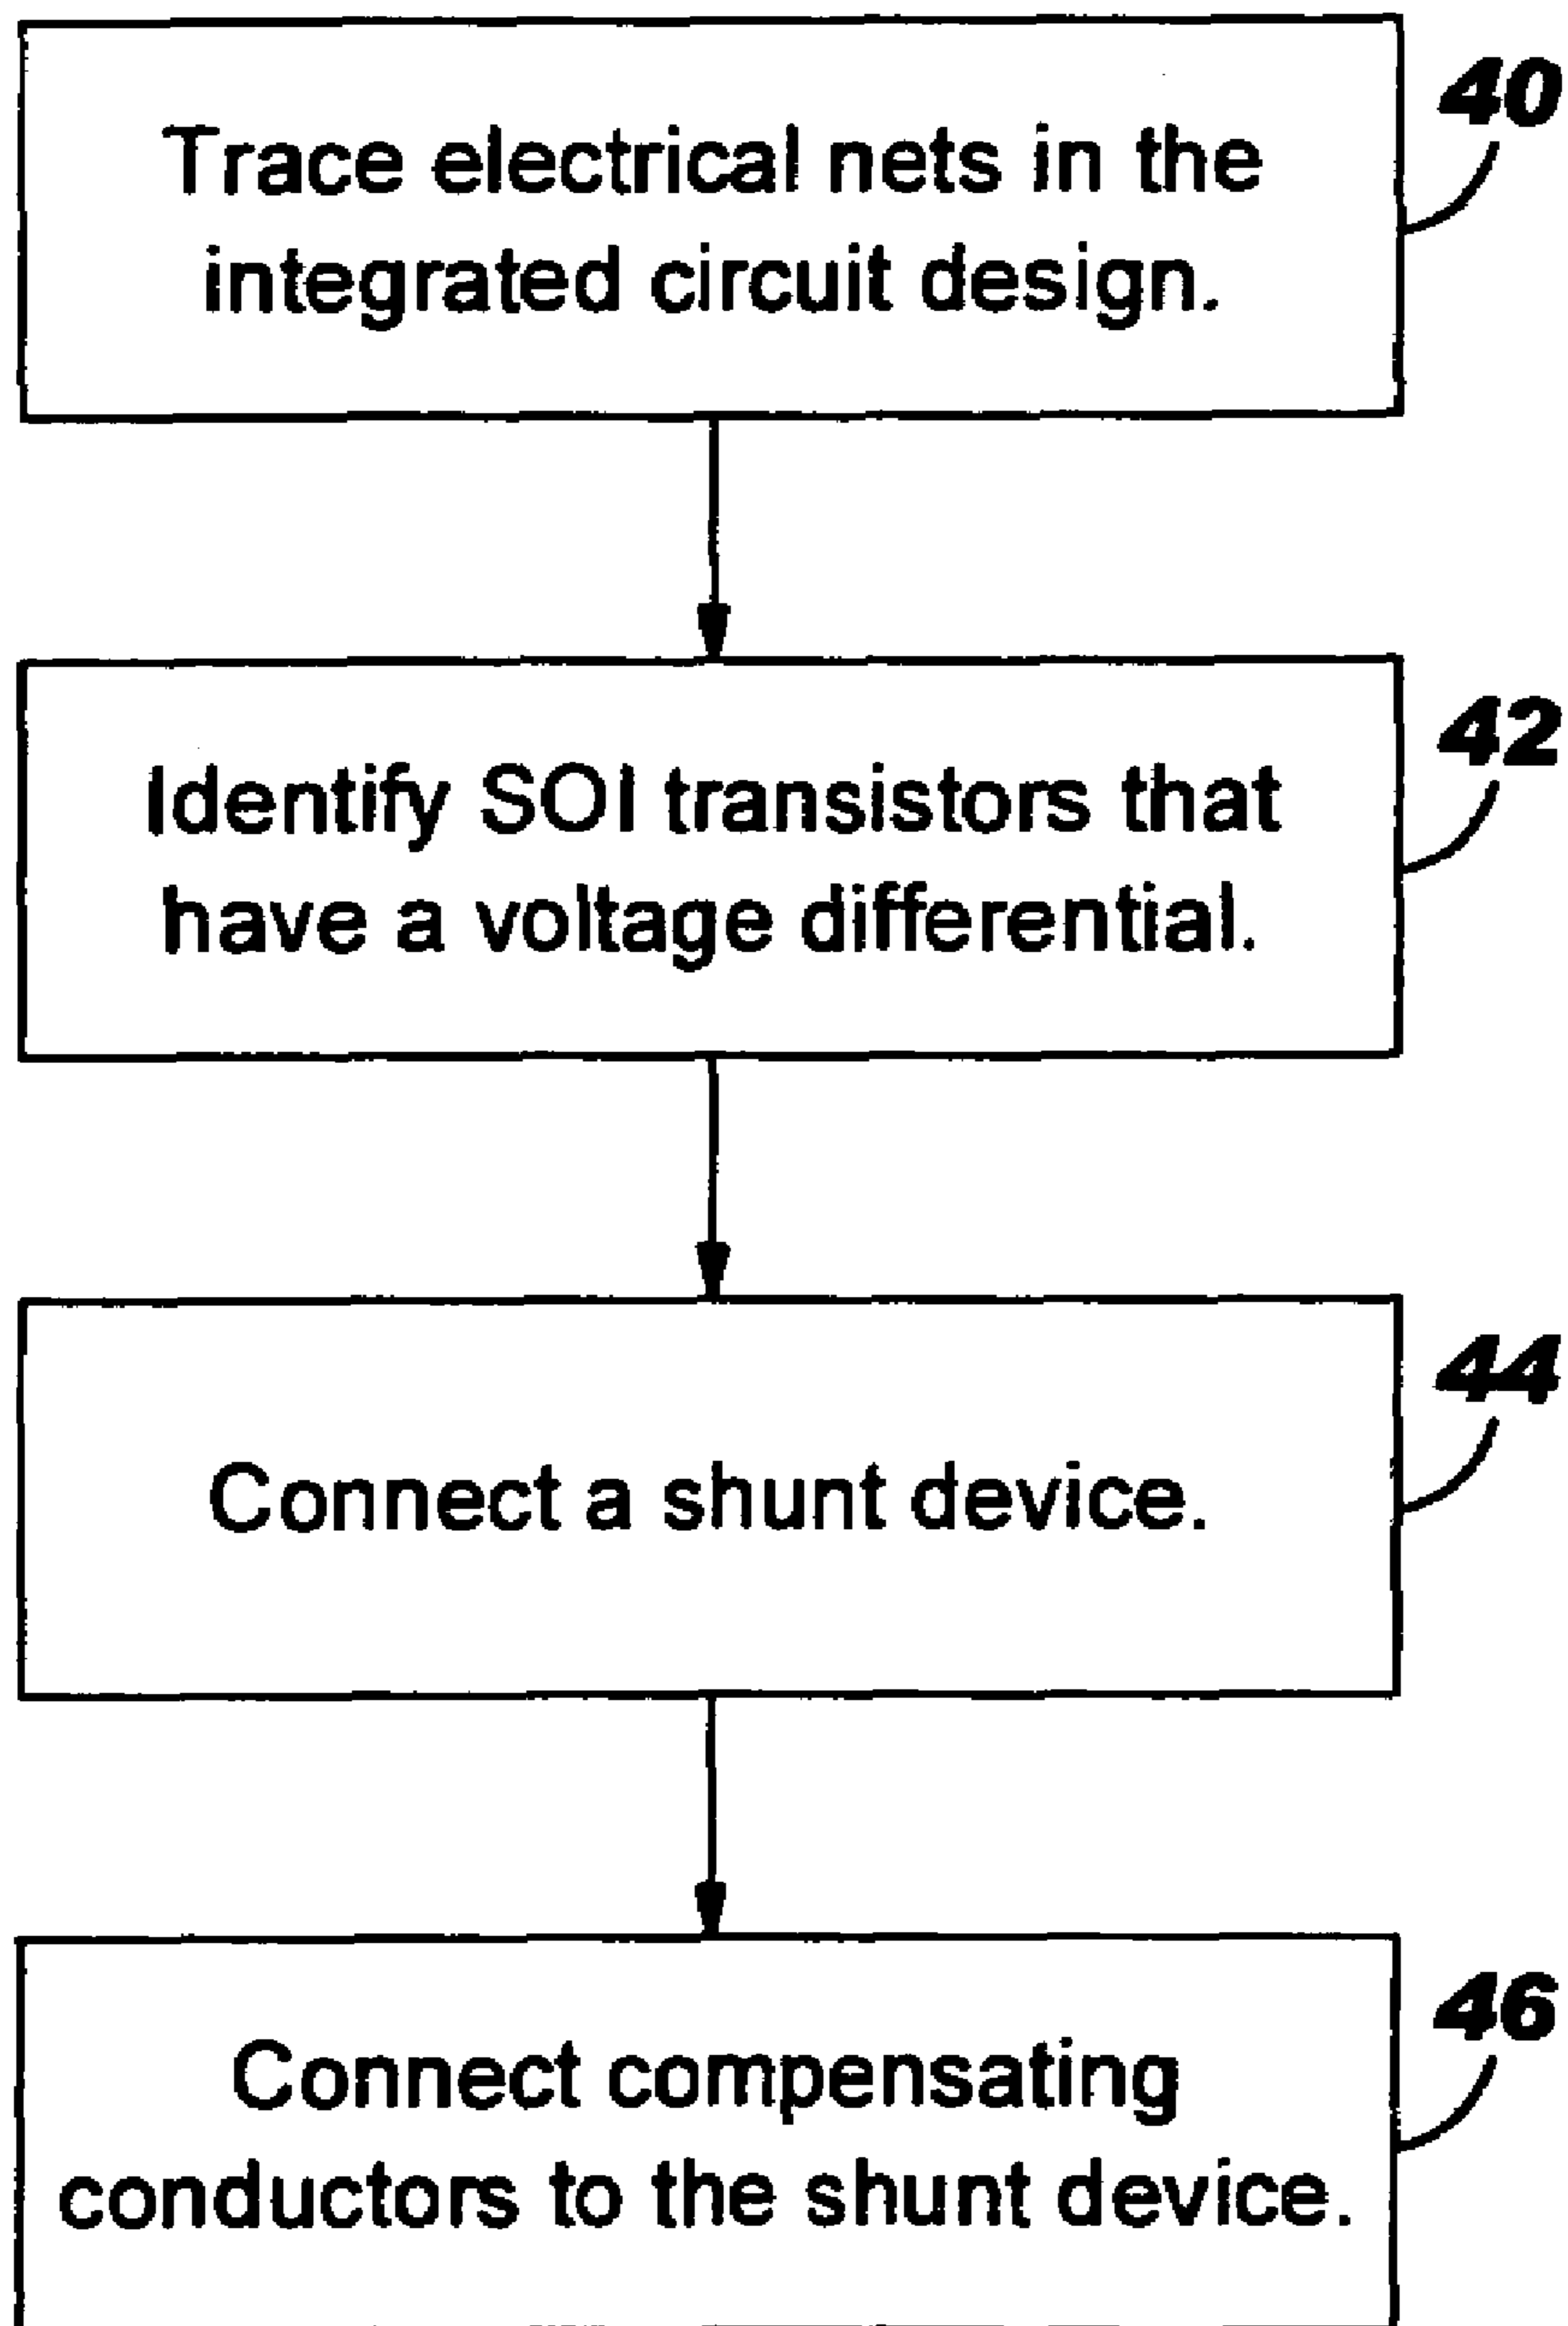 40
Trace electrical nets in the
integrated circuit design.
42
Identify SOI transistors that
have a voltage differential.
44
Connect a shunt device.
46
Connect compensating
conductors to the shunt device.